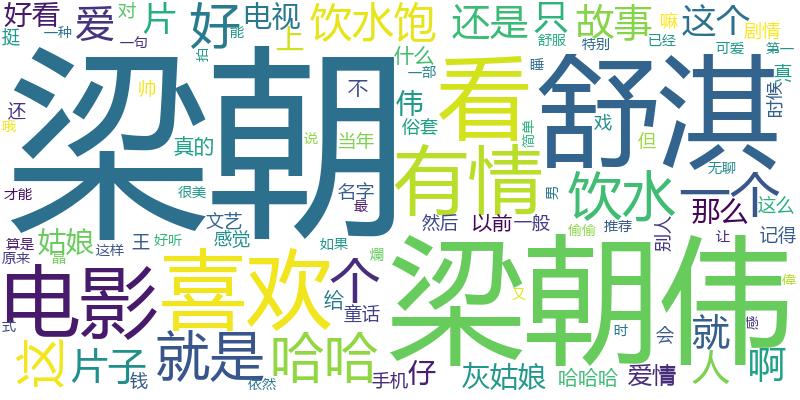 好看 爱 对 片 好 电视 饮水饱 还是 只 故事 嘛 这个 剧情
挺 一种 一句 拍 能 上 什么 舒服 特别 已经 可爱 第一
还 帅 不 一部 看 睡 舒淇 真 时候
哦 梁朝 伟 简单 戏 但
真的 说 当年 俗套 有情 无聊
才能 很美 名字 最 饮水 男 一个 那么 这么
姑娘 王 文艺 然后 以前 一般 偷偷 推荐 别人 让 记得
算是 这样 好听 感觉 如果
原来 晶 电影 喜欢 个 爛 梁朝伟 偉
式 给 童话 又 时 会 就 感
凶 片子 就是 哈哈 手机 仔 灰姑娘 哈哈哈 爱情 人 啊
钱 依然